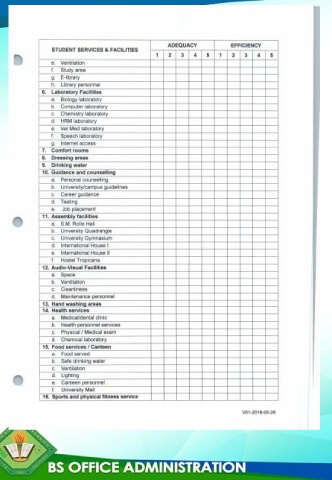 STUDENT SERVICES & FACILITIES ADEQUACY EFFICIENCY
1 2 3 4 5 1 2 3 4 5
e. Ventilation
f. Study area
g. E-library
h. Library personnel
6. Laboratory Facilities
a. Biology laboratory
b. Computer laboratory
c. Chemistry laboratory
d. HRM laboratory
e. Vet Med laboratory
f. Speech laboratory
g. Internet access
7. Comfort rooms
8. Dressing areas
9. Drinking water
10. Guidance and counselling
a. Personal counselling
b. University/campus guidelines
c. Career guidance
d. Testing
e. Job placement
11. Assembly facilities
a. S.M. Rolle Hall
b. University Quadrangle
c. University Gymnasium
d. International House I
e. International House II
f. Hostel Tropicana
12. Audio-Visual Facilities
a. Space
b. Ventilation
c. Cleanliness
d. Maintenance personnel
13. Hand washing areas
14. Health services
a. Medical/dental clinic
b. Health personnel services
c. Physical / Medical exam
d. Chemical laboratory
15. Food services / Canteen
a. Food served
b. Safe drinking water
c. Ventilation
d. Lighting
e. Canteen personnel
f. University Mall
16. Sports and physical fitness service
V01-2018-05-28
BS OFFICE ADMINISTRATION